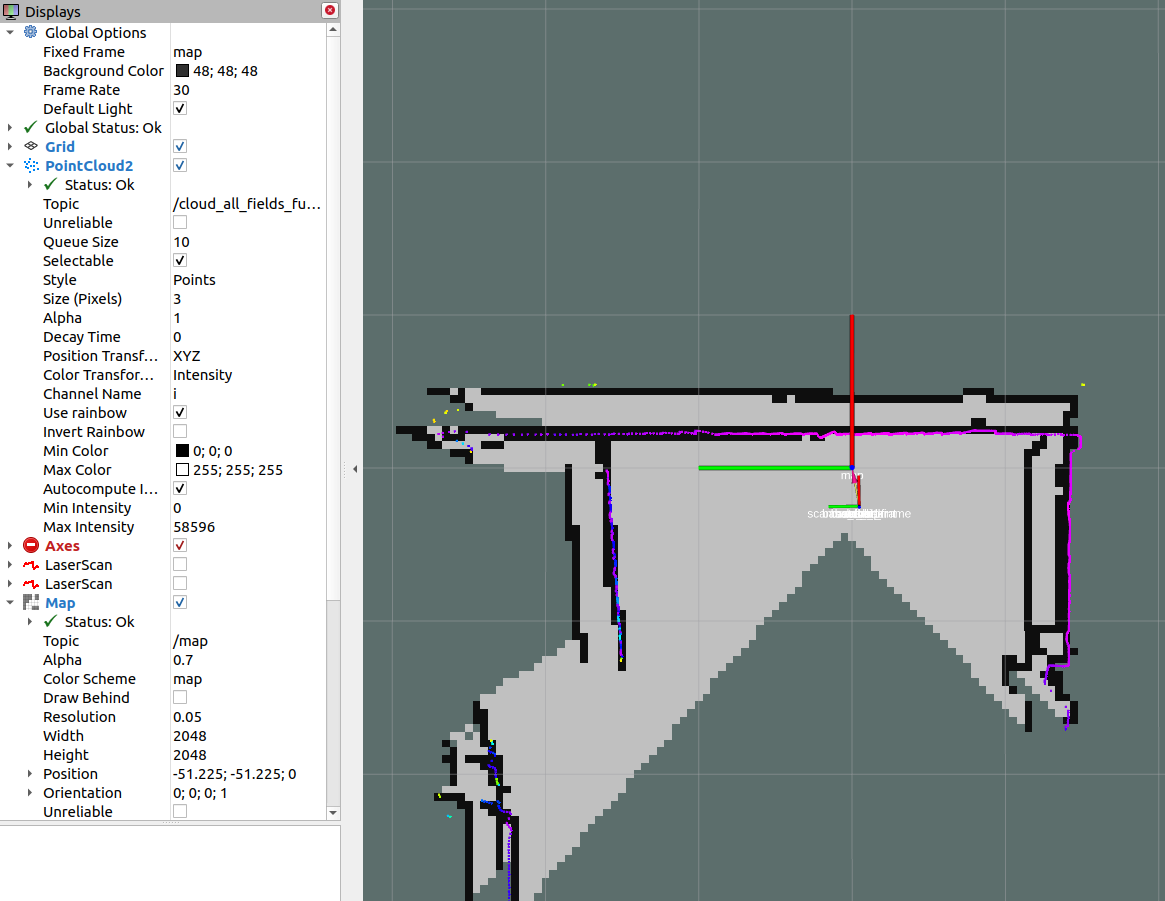 Displays
Global Options
Fixed Frame map
Background Color 48; 48; 48
Frame Rate 30
Default Light
Global Status: Ok
Grid
PointCloud2
Status: Ok
Topic /cloud_all_fields_fu...
Unreliable
Queue Size 10
Selectable
Style Points
Size (Pixels) 3
Alpha 1
Decay Time 0
Position Transf... XYZ
Color Transfor... Intensity
Channel Name i
Use rainbow
Invert Rainbow
Min Color 0; 0; 0
Max Color 255; 255; 255
Autocompute I...
Min Intensity 0
Max Intensity 58596
Axes
LaserScan
LaserScan
Map
Status: Ok
Topic /map
Alpha 0.7
Color Scheme map
Draw Behind
Resolution 0.05
Width 2048
Height 2048
Position -51.225; -51.225; 0
Orientation 0; 0; 0; 1
Unreliable
map